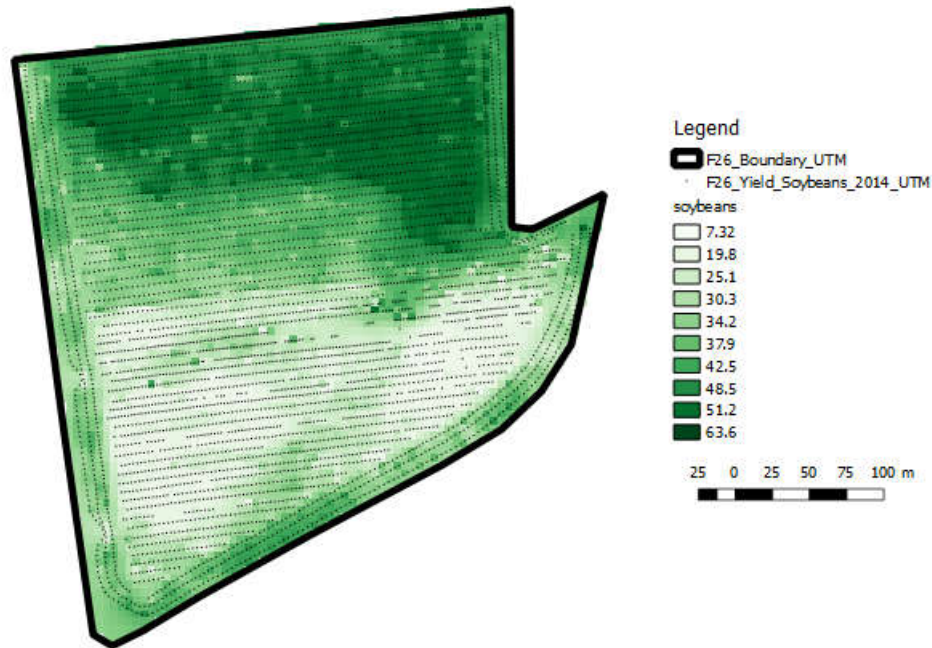 Legend
F26_Boundary_UTM
F26_Yield_Soybeans_2014_UTM
soybeans
7.32
19.8
25.1
30.3
34.2
37.9
42.5
48.5
51.2
63.6
25 0 25 50 75 100 m